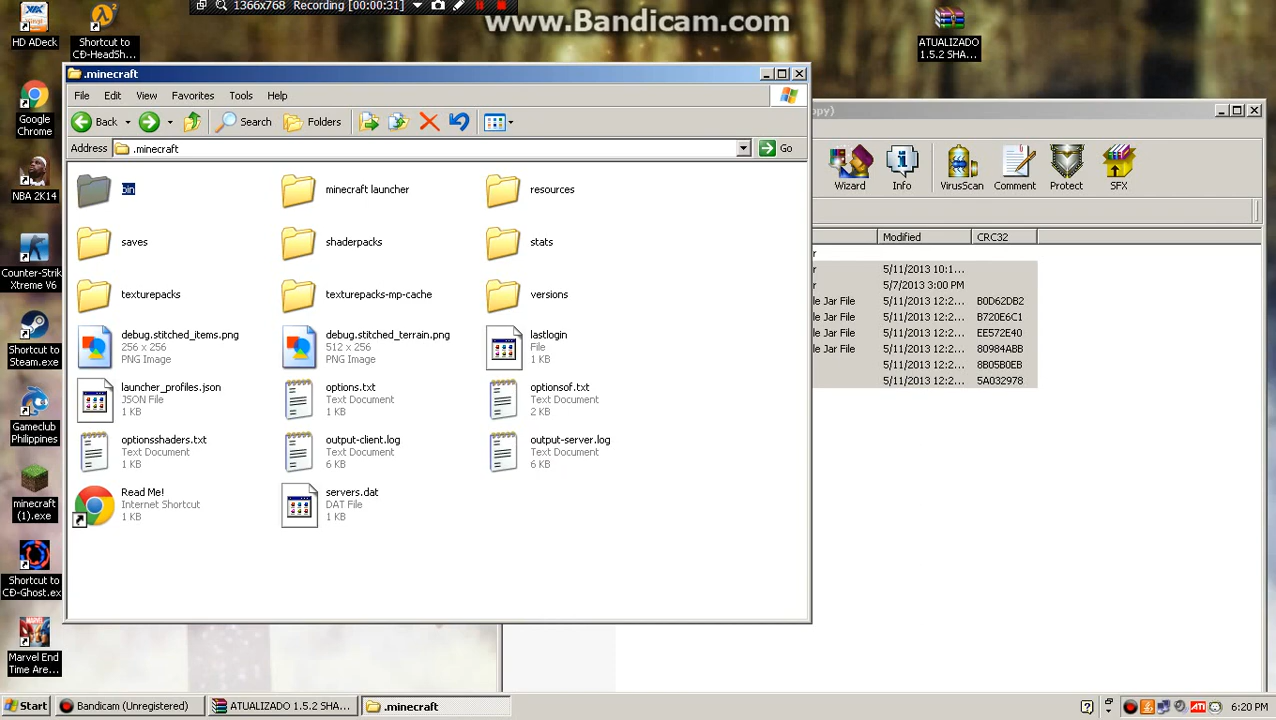 1366x768 Recording [00:00:31]
www.Bandicam.com
HD ADeck
Shortcut to
CÐ-HeadSh...
ATUALIZADO
1.5.2 SHA...
.minecraft
File Edit View Favorites Tools Help
Back Search Folders
Address .minecraft Go
opy)
Wizard Info VirusScan Comment Protect SFX
Modified CRC32
r
r 5/11/2013 10:1...
r 5/7/2013 3:00 PM
le Jar File 5/11/2013 12:2... B0D62DB2
le Jar File 5/11/2013 12:2... B720E6C1
le Jar File 5/11/2013 12:2... EE572E40
le Jar File 5/11/2013 12:2... 80984ABB
5/11/2013 12:2... 8B05B0EB
5/11/2013 12:2... 5A032978
bin minecraft launcher resources
saves shaderpacks stats
texturepacks texturepacks-mp-cache versions
debug.stitched_items.png
256 x 256
PNG Image
debug.stitched_terrain.png
512 x 256
PNG Image
lastlogin
File
1 KB
launcher_profiles.json
JSON File
1 KB
options.txt
Text Document
1 KB
optionsof.txt
Text Document
2 KB
optionsshaders.txt
Text Document
1 KB
output-client.log
Text Document
6 KB
output-server.log
Text Document
6 KB
Read Me!
Internet Shortcut
1 KB
servers.dat
DAT File
1 KB
Google
Chrome
NBA 2K14
Counter-Strik
Xtreme V6
Shortcut to
Steam.exe
Gameclub
Philippines
minecraft
(1).exe
Shortcut to
CÐ-Ghost.ex
Marvel End
Time Are...
Start Bandicam (Unregistered) ATUALIZADO 1.5.2 SHA... .minecraft ATI 6:20 PM